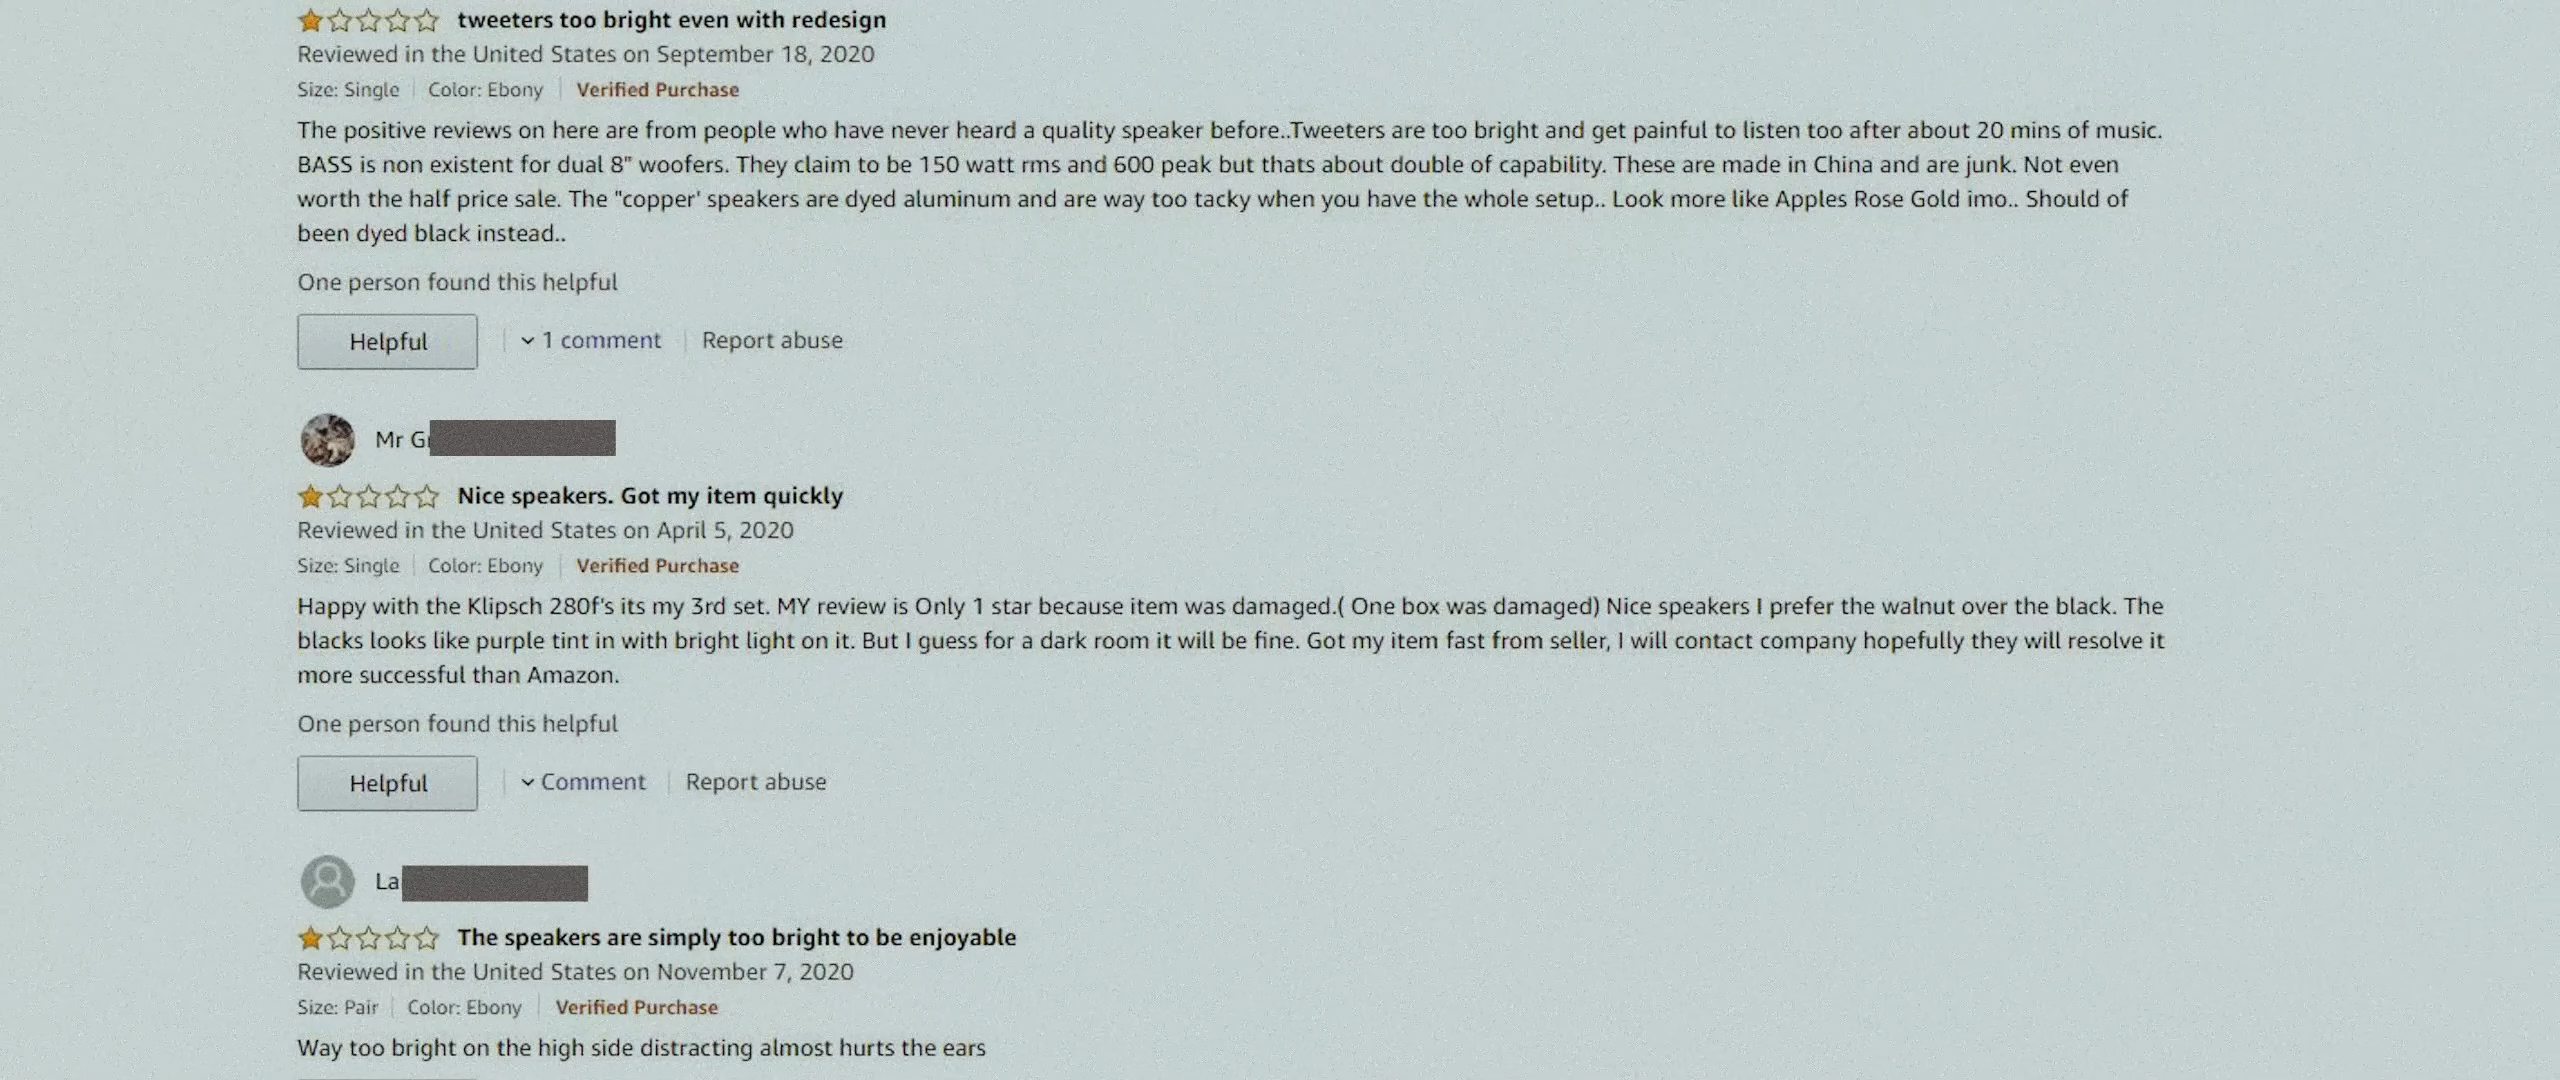 tweeters too bright even with redesign
Reviewed in the United States on September 18, 2020
Size: Single Color: Ebony Verified Purchase
The positive reviews on here are from people who have never heard a quality speaker before..Tweeters are too bright and get painful to listen too after about 20 mins of music.
BASS is non existent for dual 8" woofers. They claim to be 150 watt rms and 600 peak but thats about double of capability. These are made in China and are junk. Not even
worth the half price sale. The "copper' speakers are dyed aluminum and are way too tacky when you have the whole setup.. Look more like Apples Rose Gold imo.. Should of
been dyed black instead..
One person found this helpful
Helpful 1 comment Report abuse
Mr G
Nice speakers. Got my item quickly
Reviewed in the United States on April 5, 2020
Size: Single Color: Ebony Verified Purchase
Happy with the Klipsch 280f's its my 3rd set. MY review is Only 1 star because item was damaged.( One box was damaged) Nice speakers I prefer the walnut over the black. The
blacks looks like purple tint in with bright light on it. But I guess for a dark room it will be fine. Got my item fast from seller, I will contact company hopefully they will resolve it
more successful than Amazon.
One person found this helpful
Helpful Comment Report abuse
La
The speakers are simply too bright to be enjoyable
Reviewed in the United States on November 7, 2020
Size: Pair Color: Ebony Verified Purchase
Way too bright on the high side distracting almost hurts the ears